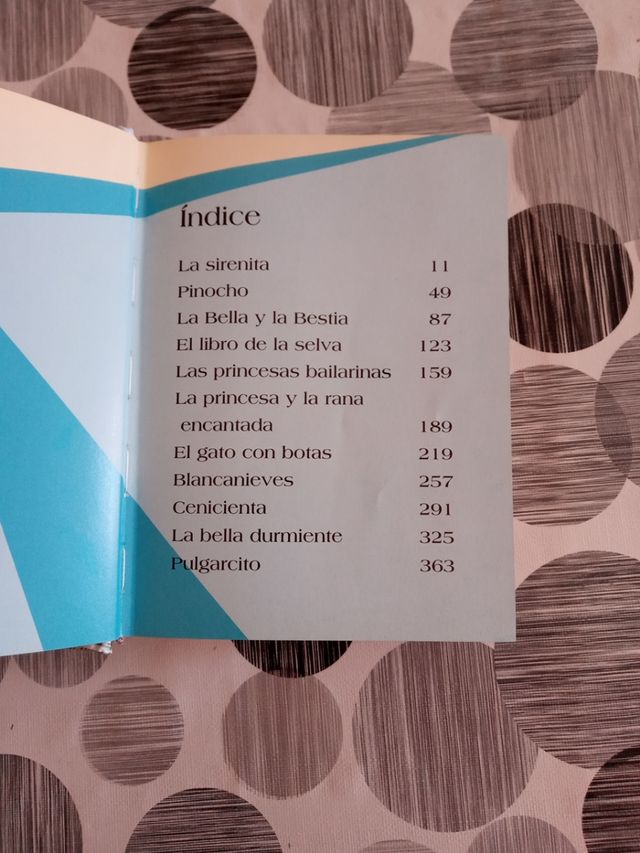 Índice
La sirenita 11
Pinocho 49
La Bella y la Bestia 87
El libro de la selva 123
Las princesas bailarinas 159
La princesa y la rana
encantada 189
El gato con botas 219
Blancanieves 257
Cenicienta 291
La bella durmiente 325
Pulgarcito 363